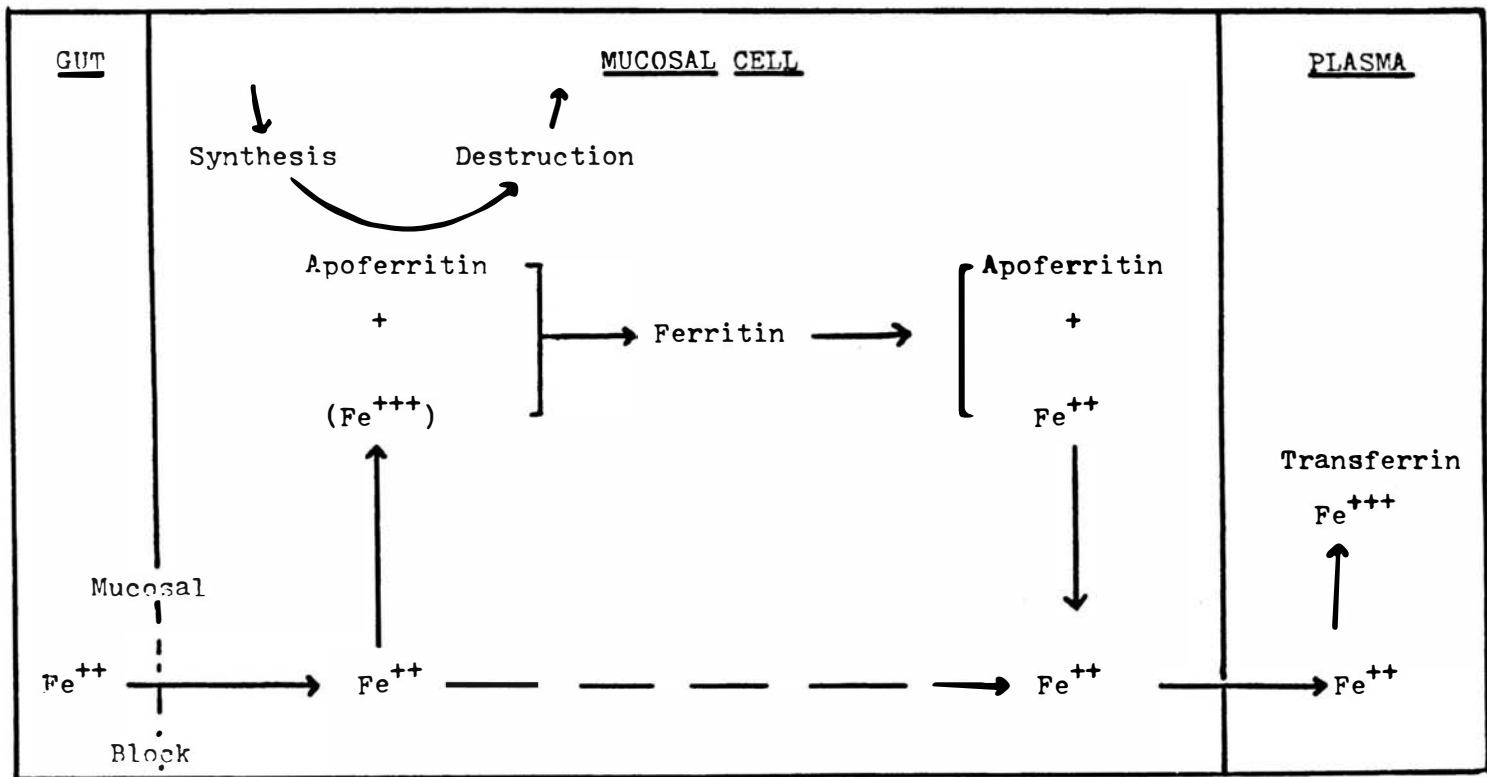 GUT MUCOSAL CELL PLASMA
Synthesis Destruction
Apoferritin Apoferritin
+ Ferritin +
(Fe+++) Fe++
Transferrin
Fe+++
Mucosal
Fe++ Fe++ Fe++ Fe++
Block